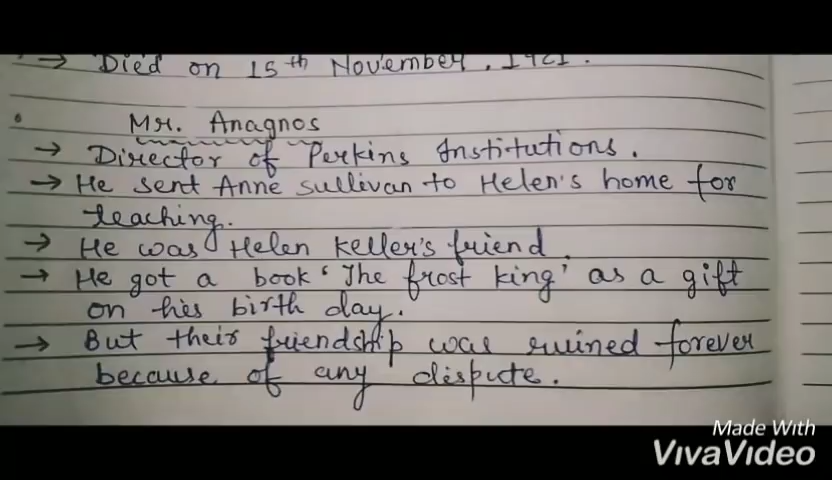 → Died on 15th November, 1921.
• Mr. Anagnos
→ Director of Perkins Institutions.
→ He sent Anne Sullivan to Helen's home for
teaching.
→ He was Helen Keller's friend.
→ He got a book 'The frost king' as a gift
on his birth day.
→ But their friendship was ruined forever
because of any dispute.
Made With
VivaVideo